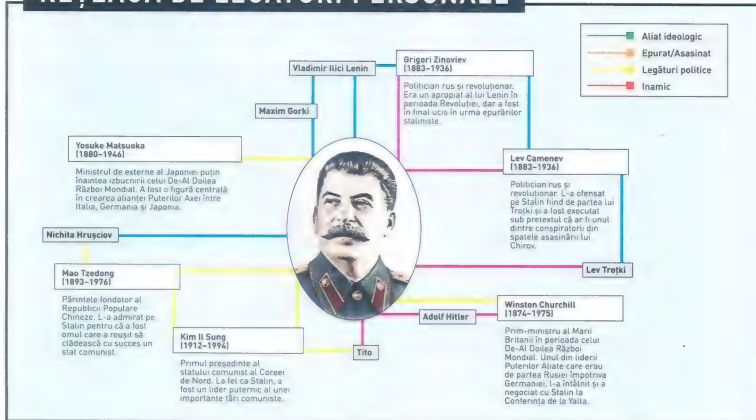 REȚEAUA DE LEGĂTURI PERSONALE
Aliat ideologic
Epurat/Asasinat
Legături politice
Inamic
Vladimir Ilici Lenin
Grigori Zinoviev
(1883–1936)
Politician rus și revoluționar.
Era un apropiat al lui Lenin în
perioada Revoluției, dar a fost
în final ucis în urma epurărilor
staliniste.
Maxim Gorki
Yosuke Matsuoka
(1880–1946)
Ministrul de externe al Japoniei puțin
înaintea izbucnirii celui De-Al Doilea
Război Mondial. A fost o figură centrală
în crearea alianței Puterilor Axei între
Italia, Germania și Japonia.
Lev Camenev
(1883–1936)
Politician rus și
revoluționar. L-a ofensat
pe Stalin fiind de partea lui
Troțki și a fost executat
sub pretextul că ar fi unul
dintre conspiratorii din
spatele asasinării lui
Chirov.
Nichita Hrușciov
Mao Tzedong
(1893–1976)
Părintele fondator al
Republicii Populare
Chineze. L-a admirat pe
Stalin pentru că a fost
omul care a reușit să
clădească cu succes un
stat comunist.
Lev Troțki
Kim Il Sung
(1912–1994)
Primul președinte al
statului comunist al Coreei
de Nord. La fel ca Stalin, a
fost un lider puternic al unei
importante țări comuniste.
Tito
Adolf Hitler
Winston Churchill
(1874–1975)
Prim-ministru al Marii
Britanii în perioada celui
De-Al Doilea Război
Mondial. Unul din liderii
Puterilor Aliate care erau
de partea Rusiei împotriva
Germaniei, l-a întâlnit și a
negociat cu Stalin la
Conferința de la Yalta.